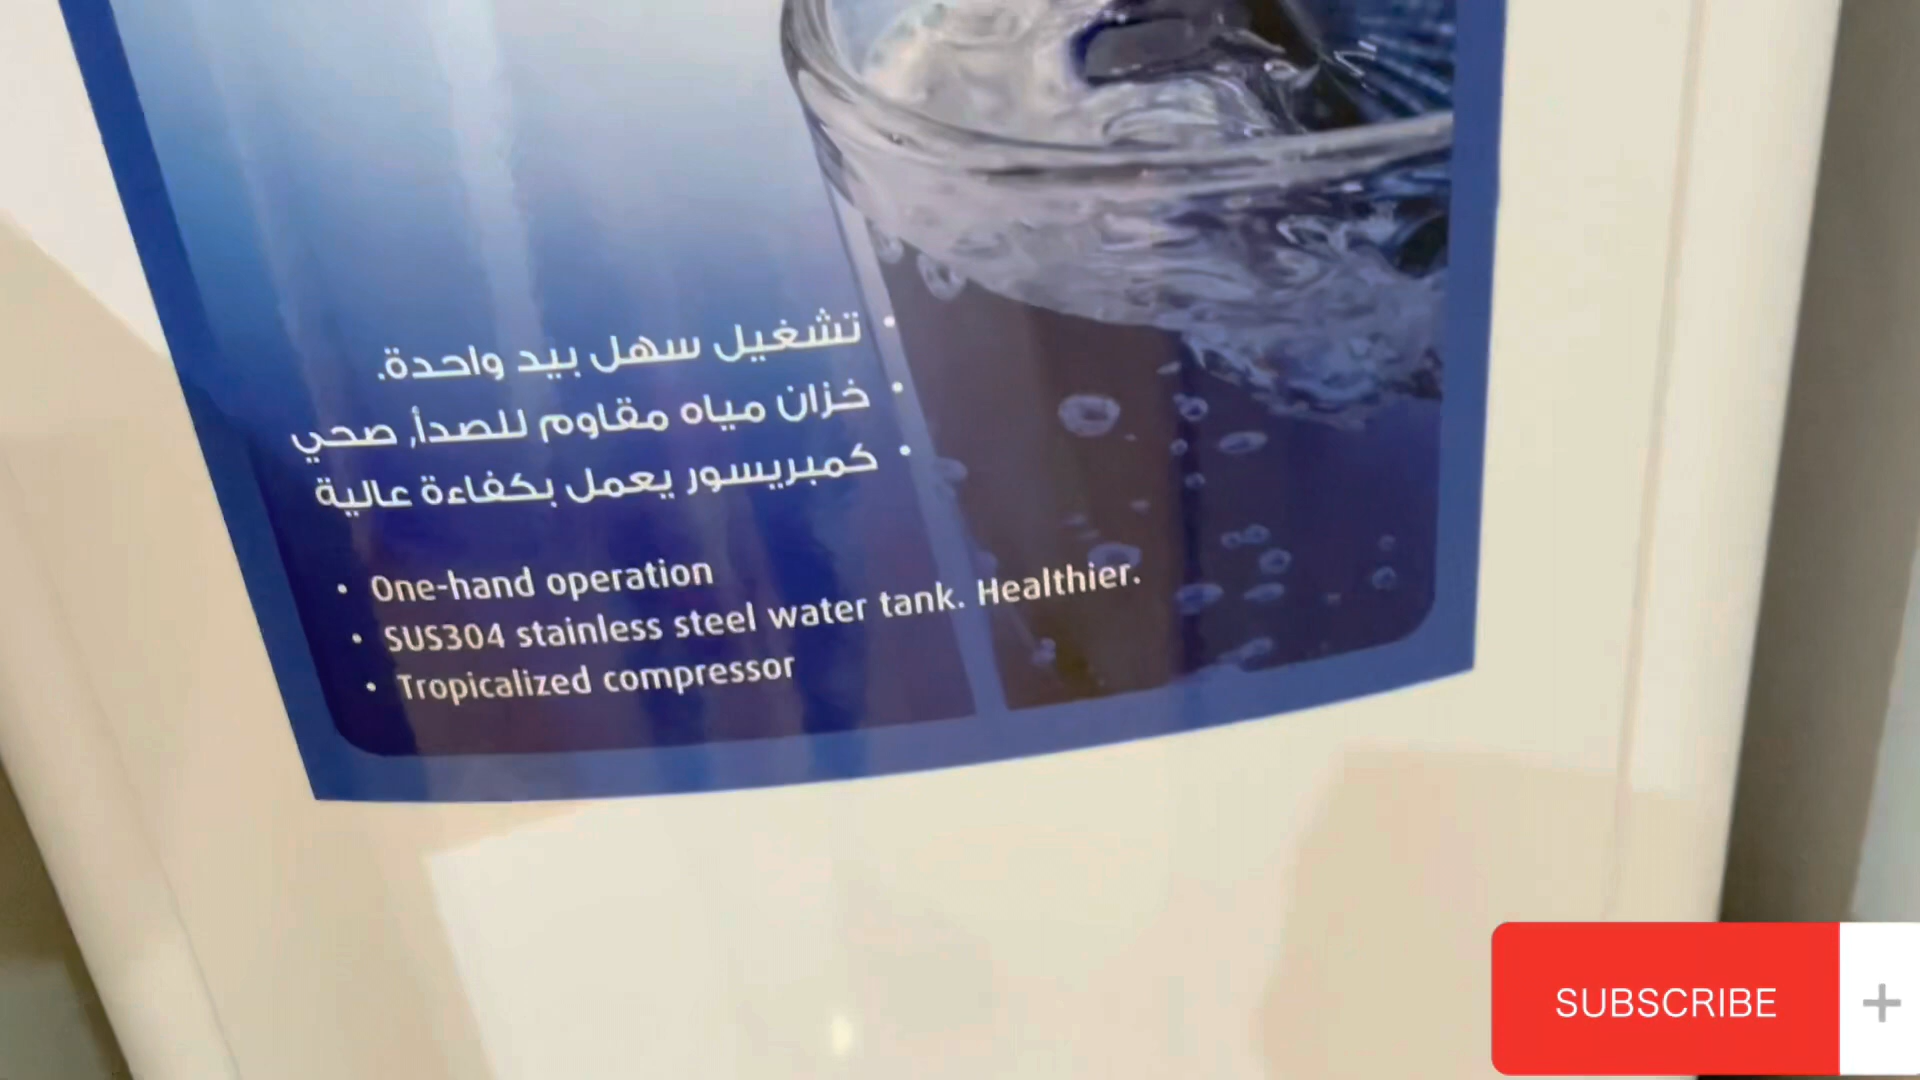 • تشغيل سهل بيد واحدة.
• خزان مياه مقاوم للصدأ, صحي
• كمبريسور يعمل بكفاءة عالية
• One-hand operation
• SUS304 stainless steel water tank. Healthier.
• Tropicalized compressor
SUBSCRIBE +